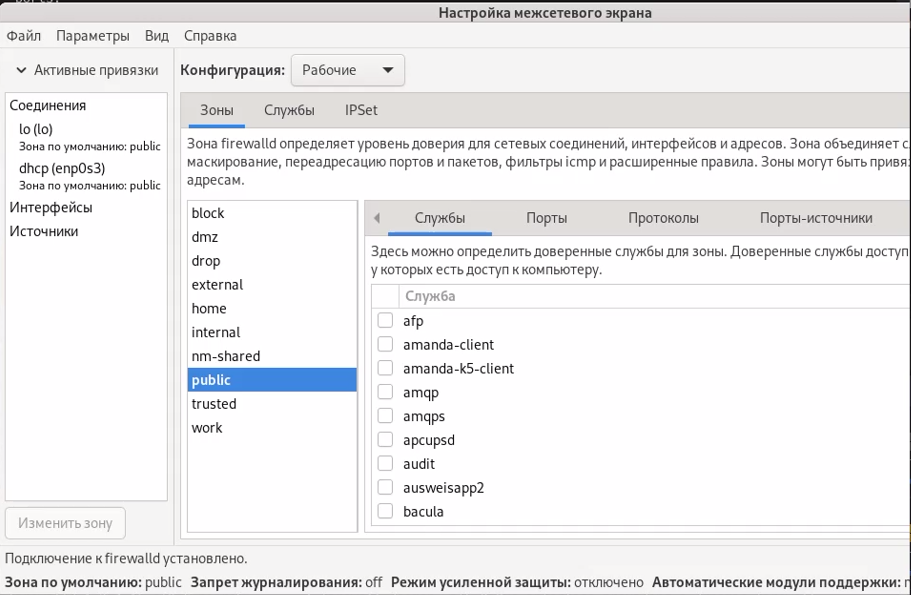 Настройка межсетевого экрана
Файл Параметры Вид Справка
Активные привязки
Конфигурация: Рабочие
Соединения
lo (lo)
Зона по умолчанию: public
dhcp (enp0s3)
Зона по умолчанию: public
Интерфейсы
Источники
Изменить зону
Зоны Службы IPSet
Зона firewalld определяет уровень доверия для сетевых соединений, интерфейсов и адресов. Зона объединяет
маскирование, переадресацию портов и пакетов, фильтры icmp и расширенные правила. Зоны могут быть
адресам.
block
dmz
drop
external
home
internal
nm-shared
public
trusted
work
Службы Порты Протоколы Порты-источники
Здесь можно определить доверенные службы для зоны. Доверенные службы
у которых есть доступ к компьютеру.
Служба
afp
amanda-client
amanda-k5-client
amqp
amqps
apcupsd
audit
ausweisapp2
bacula
Подключение к firewalld установлено.
Зона по умолчанию: public Запрет журналирования: off Режим усиленной защиты: отключено Автоматические модули поддержки: